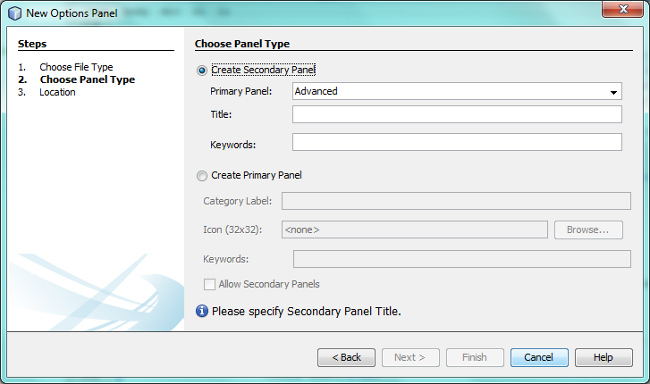 New Options Panel
Steps
1. Choose File Type
2. Choose Panel Type
3. Location
Choose Panel Type
Create Secondary Panel
Primary Panel: Advanced
Title:
Keywords:
Create Primary Panel
Category Label:
Icon (32x32): <none> Browse...
Keywords:
Allow Secondary Panels
Please specify Secondary Panel Title.
< Back Next > Finish Cancel Help